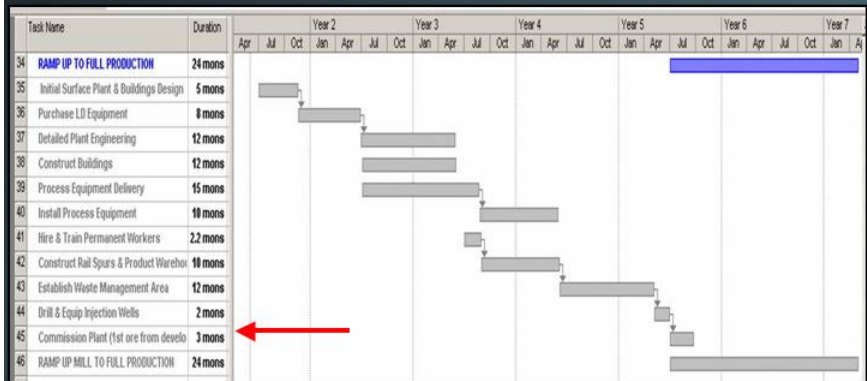 Task Name Duration Year 2 Year 3 Year 4 Year 5 Year 6 Year 7
Apr Jul Oct Jan Apr Jul Oct Jan Apr Jul Oct Jan Apr Jul Oct Jan Apr Jul Oct Jan Apr Jul Oct Jan
34 RAMP UP TO FULL PRODUCTION 24 mons
35 Initial Surface Plant & Buildings Design 5 mons
36 Purchase LD Equipment 8 mons
37 Detailed Plant Engineering 12 mons
38 Construct Buildings 12 mons
39 Process Equipment Delivery 15 mons
40 Install Process Equipment 10 mons
41 Hire & Train Permanent Workers 2.2 mons
42 Construct Rail Spurs & Product Warehou 10 mons
43 Establish Waste Management Area 12 mons
44 Drill & Equip Injection Wells 2 mons
45 Commission Plant (1st ore from develo 3 mons
46 RAMP UP MILL TO FULL PRODUCTION 24 mons